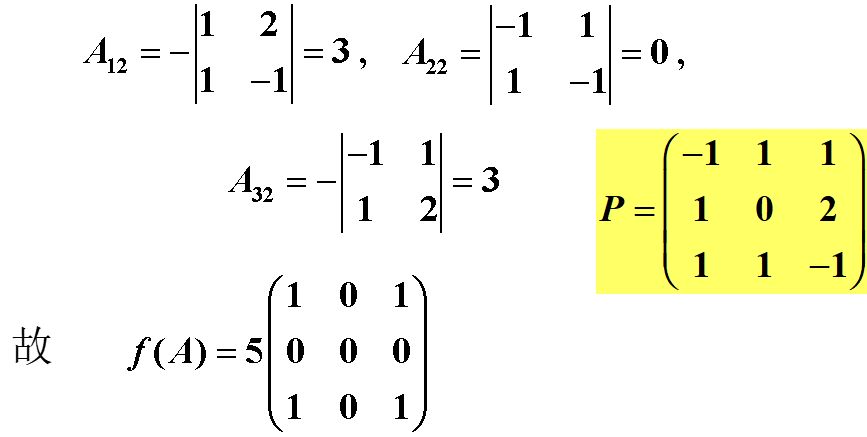 $A_{12} = -\begin{vmatrix} 1 & 2 \\ 1 & -1 \end{vmatrix} = 3 ,\quad A_{22} = \begin{vmatrix} -1 & 1 \\ 1 & -1 \end{vmatrix} = 0 ,$
$A_{32} = -\begin{vmatrix} -1 & 1 \\ 1 & 2 \end{vmatrix} = 3$
$P = \begin{pmatrix} -1 & 1 & 1 \\ 1 & 0 & 2 \\ 1 & 1 & -1 \end{pmatrix}$
故 $f(A) = 5\begin{pmatrix} 1 & 0 & 1 \\ 0 & 0 & 0 \\ 1 & 0 & 1 \end{pmatrix}$